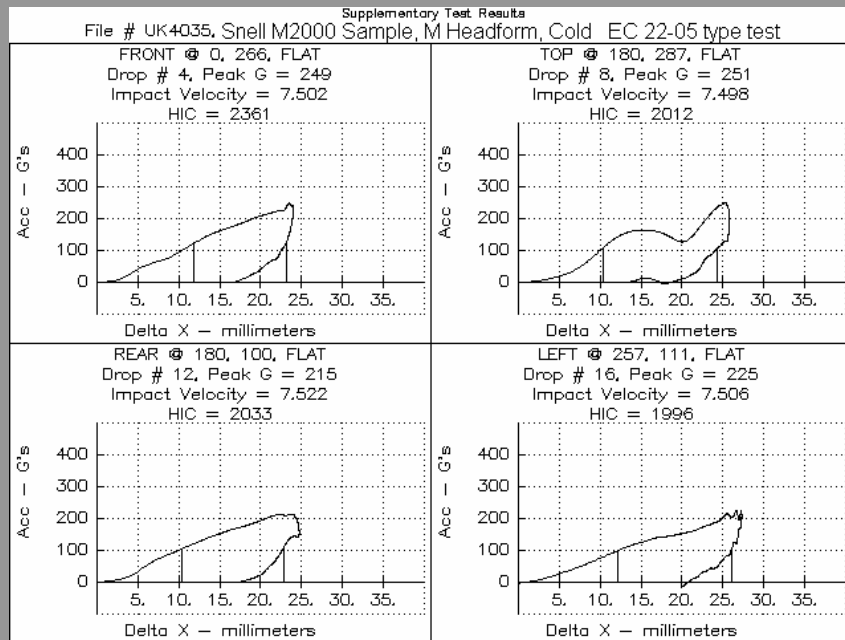 Supplementary Test Results
File # UK4035, Snell M2000 Sample, M Headform, Cold EC 22-05 type test
FRONT @ 0, 266, FLAT
Drop # 4, Peak G = 249
Impact Velocity = 7.502
HIC = 2361
Acc – G's
400
300
200
100
0
5. 10. 15. 20. 25. 30. 35.
Delta X – millimeters
TOP @ 180, 287, FLAT
Drop # 8, Peak G = 251
Impact Velocity = 7.498
HIC = 2012
Acc – G's
400
300
200
100
0
5. 10. 15. 20. 25. 30. 35.
Delta X – millimeters
REAR @ 180, 100, FLAT
Drop # 12, Peak G = 215
Impact Velocity = 7.522
HIC = 2033
Acc – G's
400
300
200
100
0
5. 10. 15. 20. 25. 30. 35.
Delta X – millimeters
LEFT @ 257, 111, FLAT
Drop # 16, Peak G = 225
Impact Velocity = 7.506
HIC = 1996
Acc – G's
400
300
200
100
0
5. 10. 15. 20. 25. 30. 35.
Delta X – millimeters